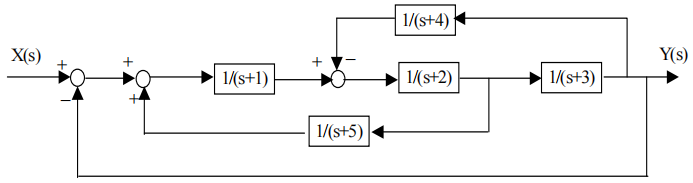 1/(s+4)
X(s)
Y(s)
+
+
+
−
1/(s+1)
1/(s+2)
1/(s+3)
−
+
1/(s+5)